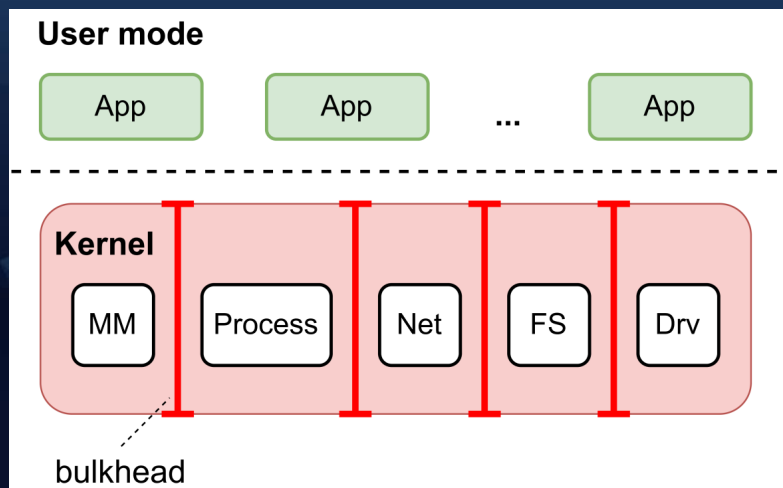 User mode
App App ... App
Kernel
MM Process Net FS Drv
bulkhead